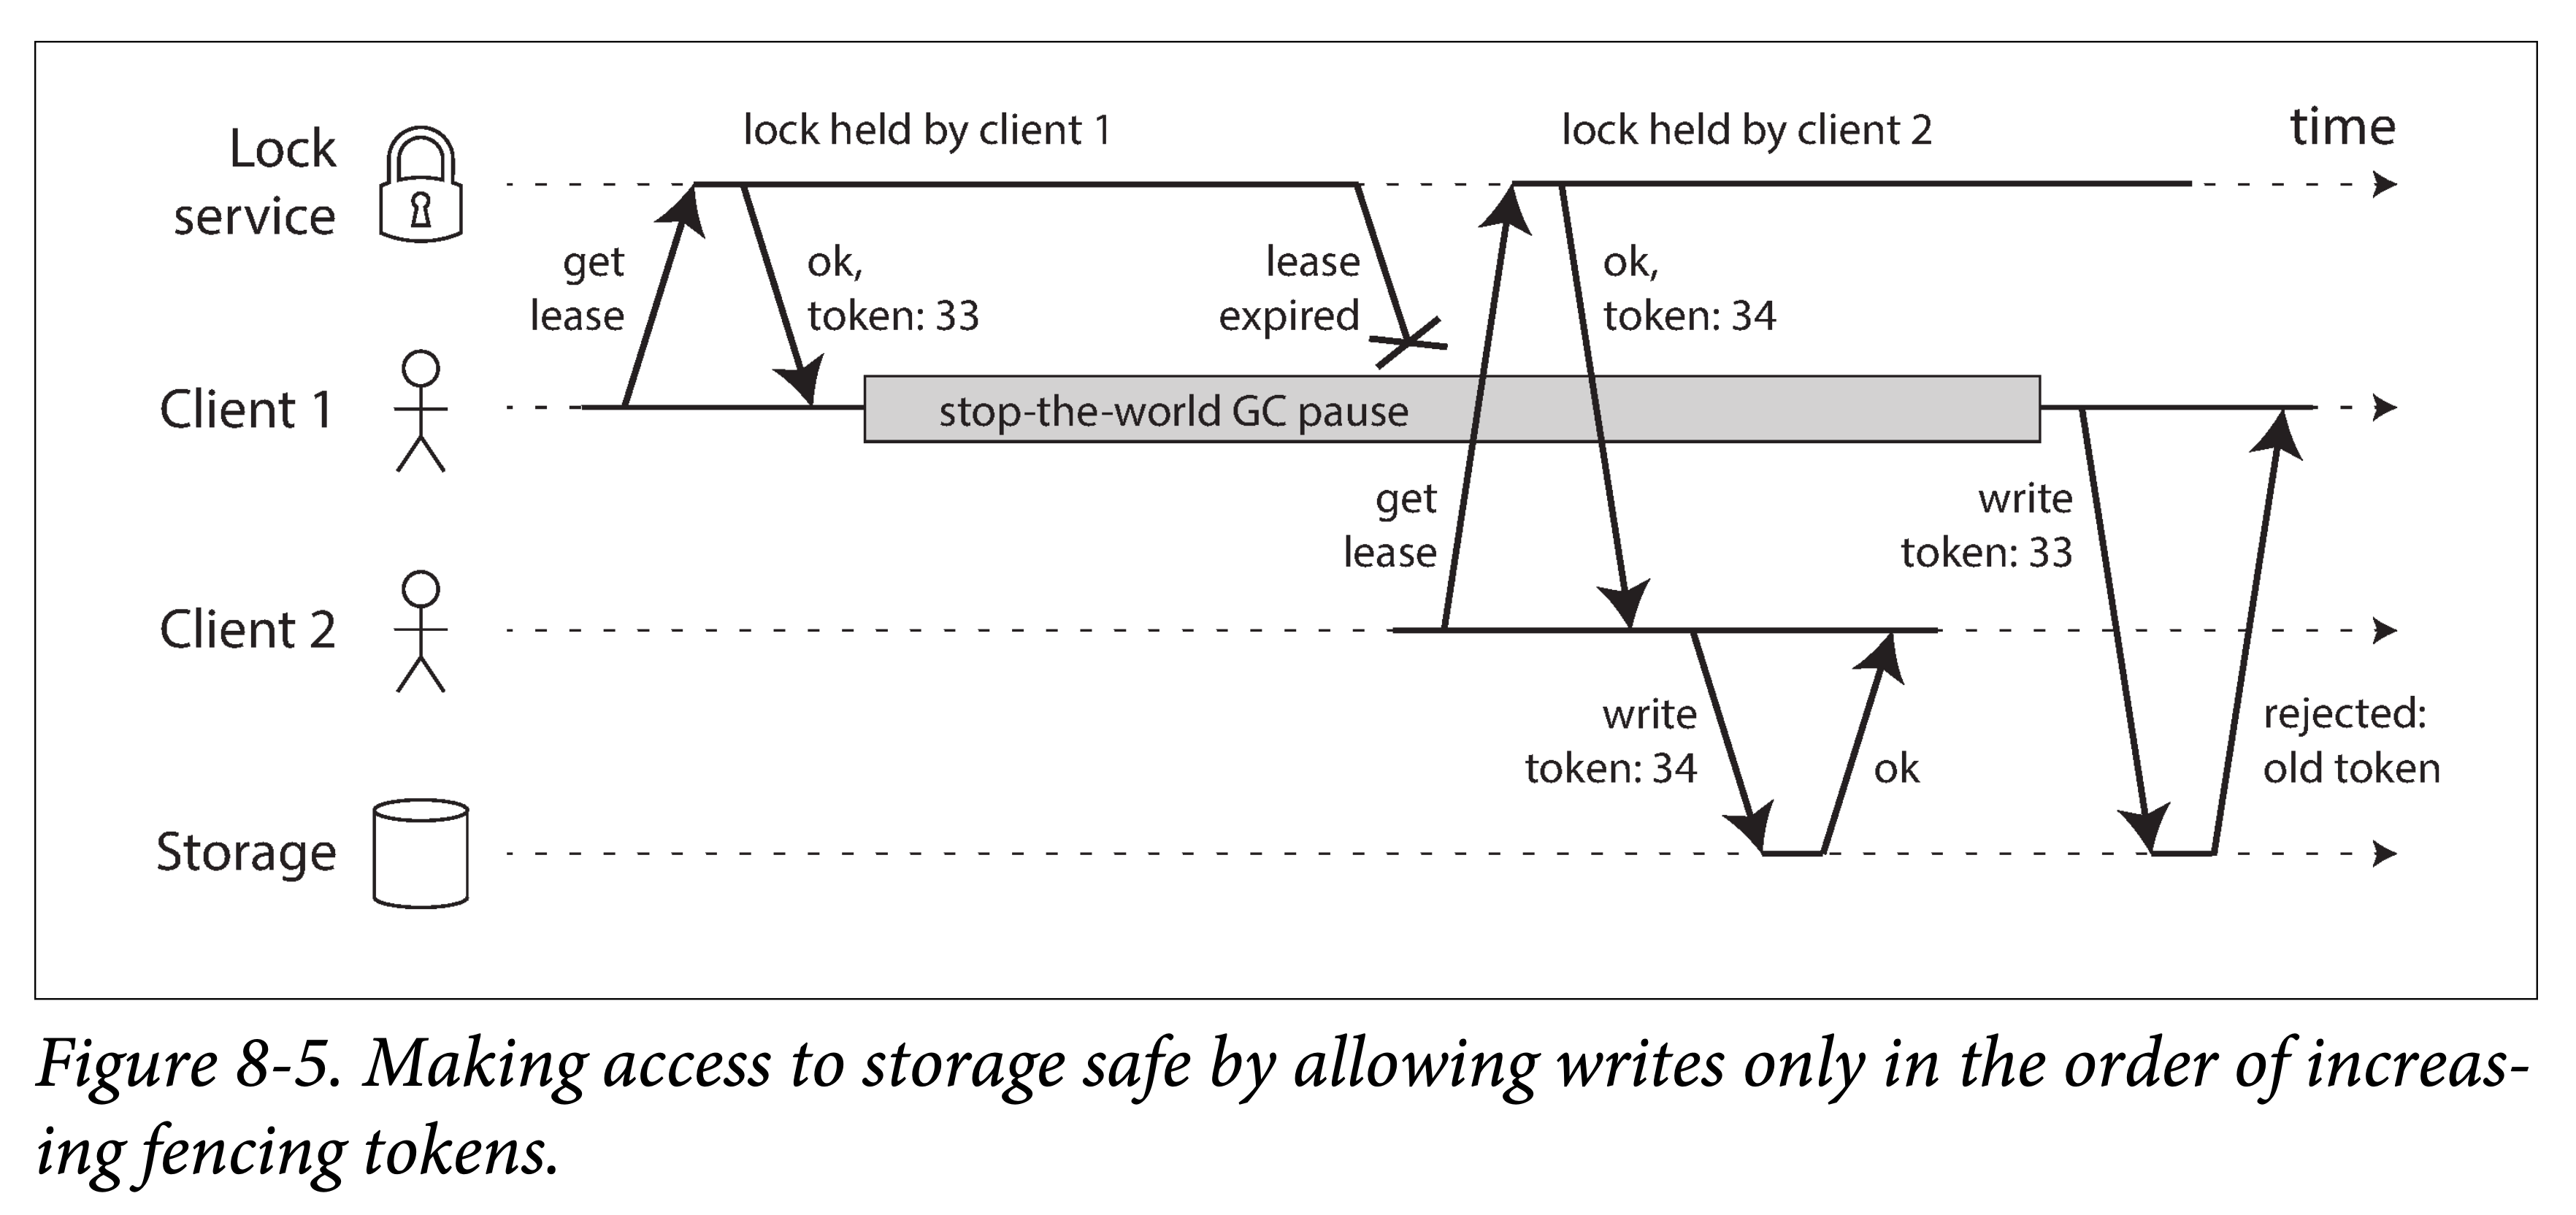 lock held by client 1
lock held by client 2
time
Lock
service
get
lease
ok,
token: 33
lease
expired
ok,
token: 34
Client 1
stop-the-world GC pause
get
lease
write
token: 33
Client 2
write
token: 34
ok
rejected:
old token
Storage
Figure 8-5. Making access to storage safe by allowing writes only in the order of increas-
ing fencing tokens.